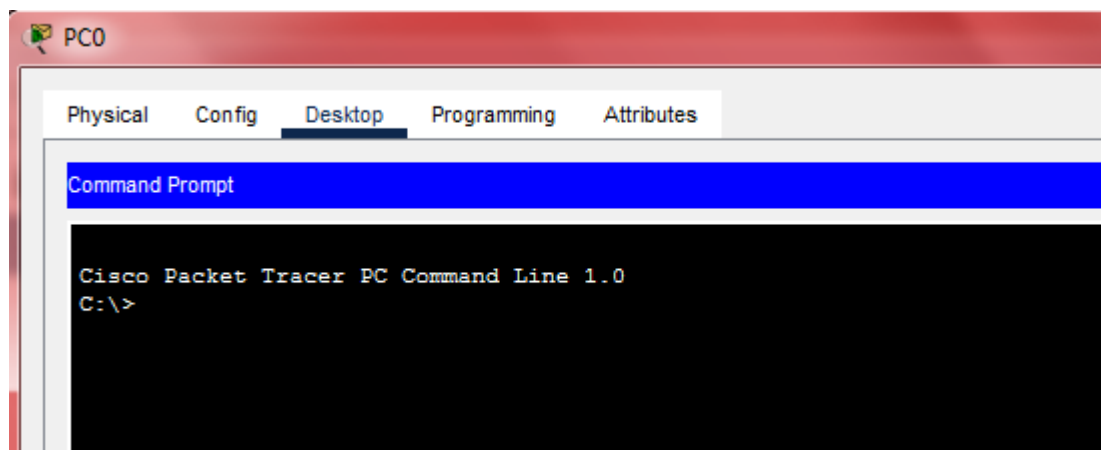 PC0
Physical Config Desktop Programming Attributes
Command Prompt
Cisco Packet Tracer PC Command Line 1.0
C:\>